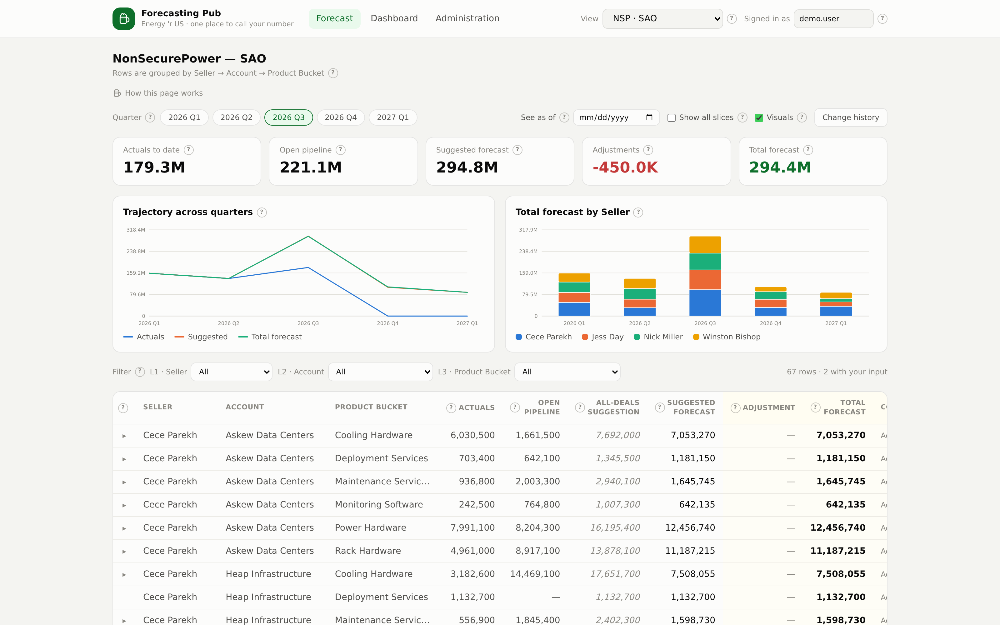 Forecasting Pub
Energy 'r US · one place to call your number
Forecast Dashboard Administration
View NSP · SAO ? Signed in as demo.user ?
NonSecurePower — SAO
Rows are grouped by Seller → Account → Product Bucket ?
How this page works
Quarter ? 2026 Q1 2026 Q2 2026 Q3 2026 Q4 2027 Q1
See as of ? mm/dd/yyyy Show all slices ? Visuals ? Change history
Actuals to date ?
179.3M
Open pipeline ?
221.1M
Suggested forecast ?
294.8M
Adjustments ?
-450.0K
Total forecast ?
294.4M
Trajectory across quarters ?
318.4M
238.8M
159.2M
79.6M
0
2026 Q1 2026 Q2 2026 Q3 2026 Q4 2027 Q1
Actuals Suggested Total forecast
Total forecast by Seller ?
317.9M
238.4M
159.0M
79.5M
0
2026 Q1 2026 Q2 2026 Q3 2026 Q4 2027 Q1
Cece Parekh Jess Day Nick Miller Winston Bishop
Filter ? L1 · Seller All L2 · Account All L3 · Product Bucket All
67 rows · 2 with your input
? SELLER ACCOUNT PRODUCT BUCKET ? ACTUALS ? OPEN PIPELINE ? ALL-DEALS SUGGESTION ? SUGGESTED FORECAST ? ADJUSTMENT ? TOTAL FORECAST
▸ Cece Parekh Askew Data Centers Cooling Hardware 6,030,500 1,661,500 7,692,000 7,053,270 — 7,053,270
▸ Cece Parekh Askew Data Centers Deployment Services 703,400 642,100 1,345,500 1,181,150 — 1,181,150
▸ Cece Parekh Askew Data Centers Maintenance Servic... 936,800 2,003,300 2,940,100 1,645,745 — 1,645,745
▸ Cece Parekh Askew Data Centers Monitoring Software 242,500 764,800 1,007,300 642,135 — 642,135
▸ Cece Parekh Askew Data Centers Power Hardware 7,991,100 8,204,300 16,195,400 12,456,740 — 12,456,740
▸ Cece Parekh Askew Data Centers Rack Hardware 4,961,000 8,917,100 13,878,100 11,187,215 — 11,187,215
▸ Cece Parekh Heap Infrastructure Cooling Hardware 3,182,600 14,469,100 17,651,700 7,508,055 — 7,508,055
Cece Parekh Heap Infrastructure Deployment Services 1,132,700 — 1,132,700 1,132,700 — 1,132,700
▸ Cece Parekh Heap Infrastructure Maintenance Servic... 556,900 1,845,400 2,402,300 1,598,730 — 1,598,730